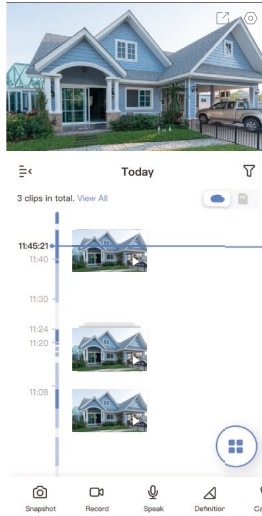 Today
3 clips in total. View All
11:45:21
11:40
11:30
11:24
11:20
11:08
Snapshot Record Speak Definition Ca